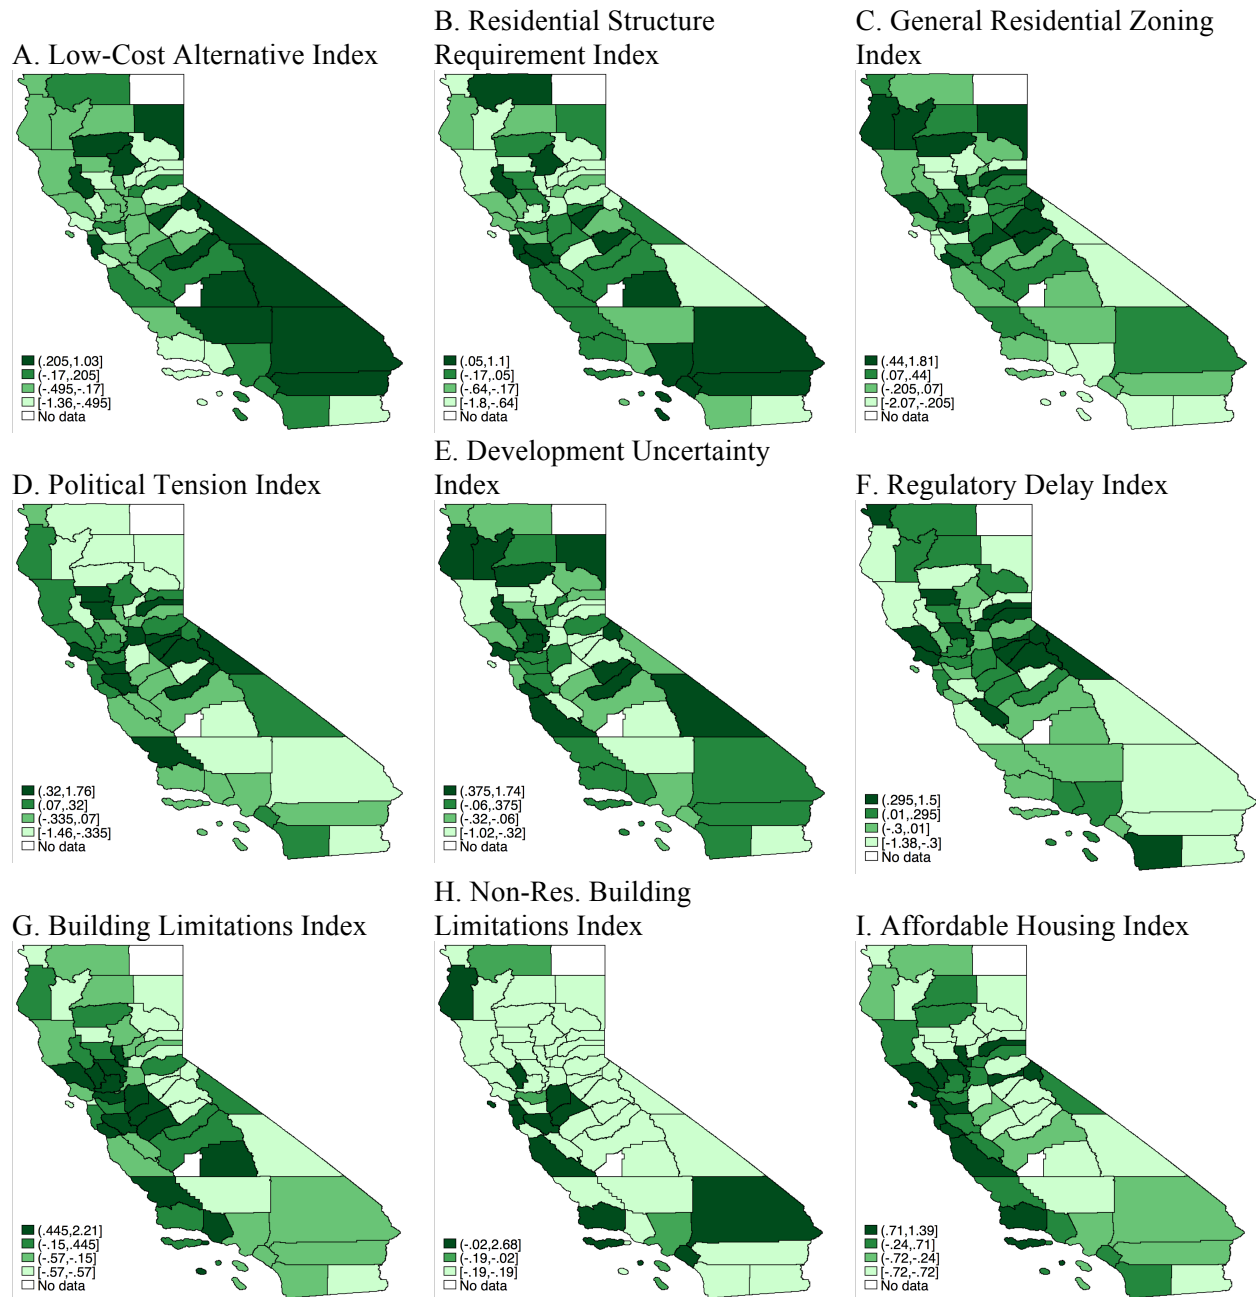 A. Low-Cost Alternative Index
B. Residential Structure
Requirement Index
C. General Residential Zoning
Index
(.205,1.03]
(-.17,.205]
(-.495,-.17]
[-1.36,-.495]
No data
(.05,1.1]
(-.17,.05]
(-.64,-.17]
[-1.8,-.64]
No data
(.44,1.81]
(.07,.44]
(-.205,.07]
[-2.07,-.205]
No data
D. Political Tension Index
E. Development Uncertainty
Index
F. Regulatory Delay Index
(.32,1.76]
(.07,.32]
(-.335,.07]
[-1.46,-.335]
No data
(.375,1.74]
(-.06,.375]
(-.32,-.06]
[-1.02,-.32]
No data
(.295,1.5]
(.01,.295]
(-.3,.01]
[-1.38,-.3]
No data
G. Building Limitations Index
H. Non-Res. Building
Limitations Index
I. Affordable Housing Index
(.445,2.21]
(-.15,.445]
(-.57,-.15]
[-.57,-.57]
No data
(-.02,2.68]
(-.19,-.02]
[-.19,-.19]
No data
(.71,1.39]
(-.24,.71]
(-.72,-.24]
[-.72,-.72]
No data